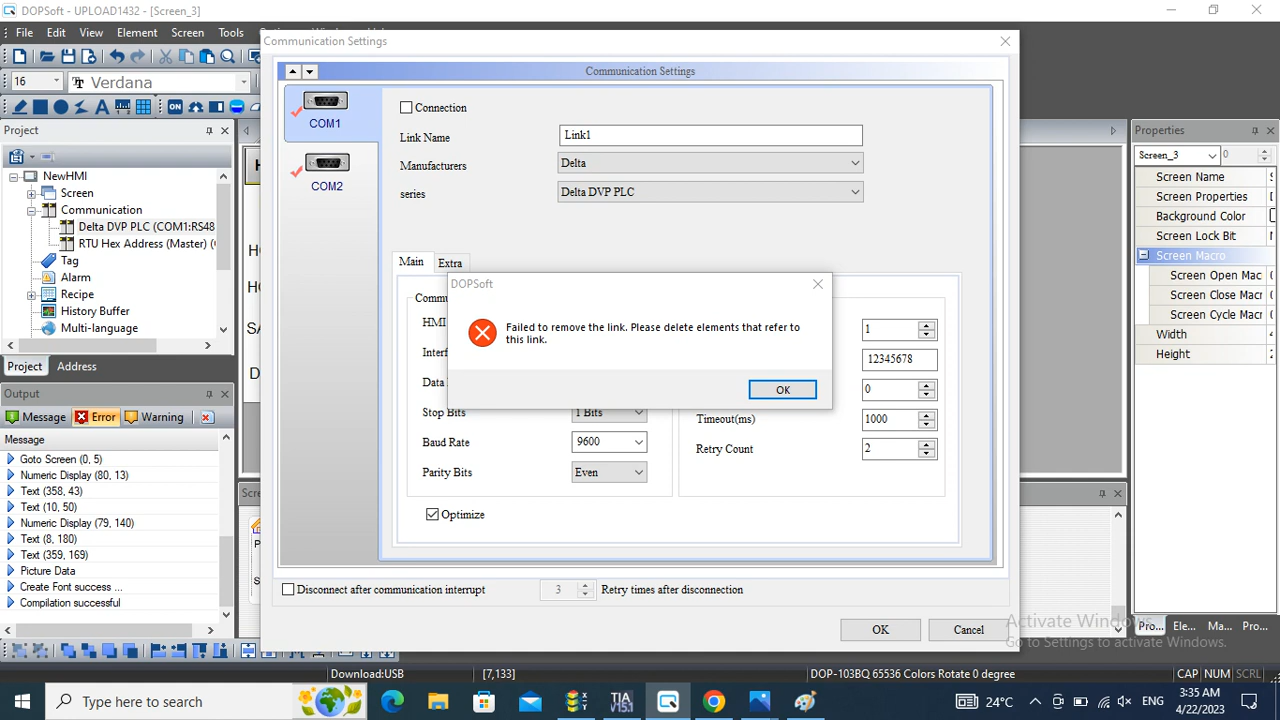 DOPSoft - UPLOAD1432 - [Screen_3]
File Edit View Element Screen Tools
Communication Settings
16 Verdana
Communication Settings
COM1
COM2
Connection
Link Name Link1
Manufacturers Delta
series Delta DVP PLC
Main Extra
HMI 1
12345678
0
Stop Bits 1 Bits
Timeout(ms) 1000
Baud Rate 9600
Retry Count 2
Parity Bits Even
Optimize
Disconnect after communication interrupt 3 Retry times after disconnection
OK Cancel
DOPSoft
Failed to remove the link. Please delete elements that refer to
this link.
OK
Project
NewHMI
Screen
Communication
Delta DVP PLC (COM1:RS48
RTU Hex Address (Master) (
Tag
Alarm
Recipe
History Buffer
Multi-language
Project Address
Output
Message Error Warning
Message
Goto Screen (0, 5)
Numeric Display (80, 13)
Text (358, 43)
Text (10, 50)
Numeric Display (79, 140)
Text (8, 180)
Text (359, 169)
Picture Data
Create Font success ...
Compilation successful
Properties
Screen_3 0
Screen Name
Screen Properties
Background Color
Screen Lock Bit
Screen Macro
Screen Open Mac
Screen Close Macr
Screen Cycle Macr
Width
Height
Pro... Ele... Ma... Pro...
Activate Windows
Go to Settings to activate Windows.
Download:USB [7,133] DOP-103BQ 65536 Colors Rotate 0 degree CAP NUM SCRL
Type here to search
TIA V16
24°C
ENG
3:35 AM
4/22/2023